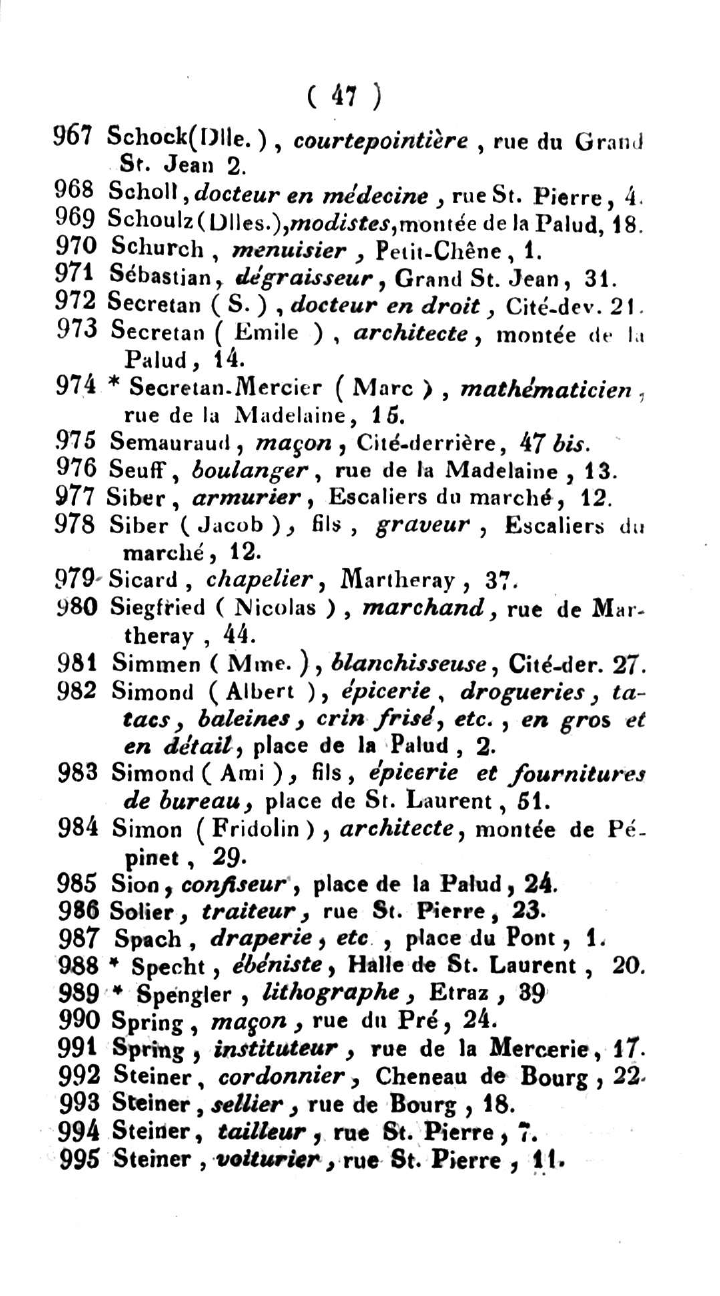 ( 47 )
967 Schock(Dlle. ) , courtepointière , rue du Grand
St. Jean 2.
968 Scholl , docteur en médecine , rue St. Pierre , 4.
969 Schoulz (Dlles.),modistes,montée de la Palud, 18.
970 Schurch , menuisier , Petit-Chêne , 1.
971 Sébastian, dégraisseur , Grand St. Jean , 31.
972 Secretan ( S. ) , docteur en droit , Cité-dev. 21.
973 Secretan ( Emile ) , architecte , montée de la
Palud , 14.
974 * Secretan-Mercier ( Marc ) , mathématicien ,
rue de la Madelaine, 15.
975 Semauraud , maçon , Cité-derrière, 47 bis.
976 Seuff , boulanger , rue de la Madelaine , 13.
977 Siber , armurier , Escaliers du marché, 12.
978 Siber ( Jacob ) , fils , graveur , Escaliers du
marché , 12.
979 Sicard , chapelier , Martheray , 37.
980 Siegfried ( Nicolas ) , marchand , rue de Mar-
theray , 44.
981 Simmen ( Mme. ) , blanchisseuse , Cité-der. 27.
982 Simond ( Albert ) , épicerie , drogueries , ta-
tacs , baleines , crin frisé, etc. , en gros et
en détail, place de la Palud , 2.
983 Simond ( Ami ) , fils , épicerie et fournitures
de bureau, place de St. Laurent , 51.
984 Simon ( Fridolin ) , architecte , montée de Pé-
pinet , 29.
985 Sion , confiseur , place de la Palud , 24.
986 Solier , traiteur , rue St. Pierre , 23.
987 Spach , draperie , etc , place du Pont , 1.
988 * Specht , ébéniste , Halle de St. Laurent , 20.
989 * Spengler , lithographe , Etraz , 39
990 Spring , maçon , rue du Pré , 24.
991 Spring , instituteur , rue de la Mercerie, 17.
992 Steiner , cordonnier , Cheneau de Bourg , 22.
993 Steiner , sellier , rue de Bourg , 18.
994 Steiner , tailleur , rue St. Pierre , 7.
995 Steiner , voiturier , rue St. Pierre , 11.